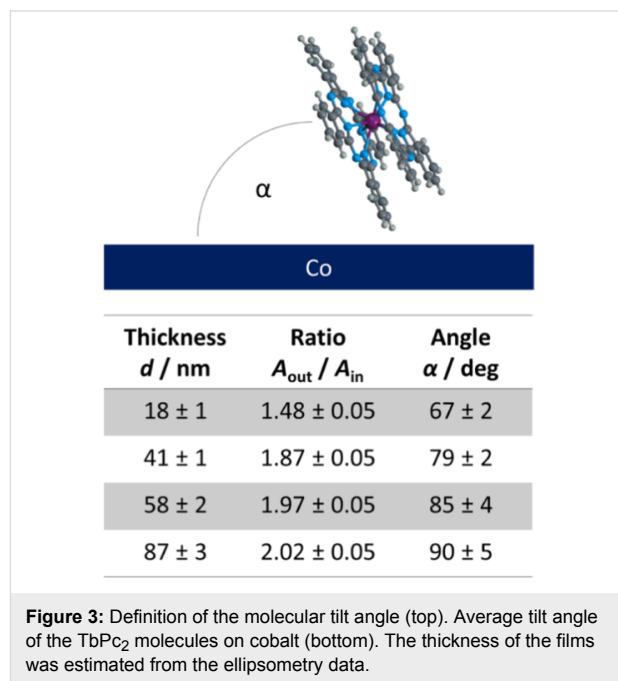 α
Co
Thickness Ratio Angle
d / nm A_out / A_in α / deg
18 ± 1 1.48 ± 0.05 67 ± 2
41 ± 1 1.87 ± 0.05 79 ± 2
58 ± 2 1.97 ± 0.05 85 ± 4
87 ± 3 2.02 ± 0.05 90 ± 5
Figure 3: Definition of the molecular tilt angle (top). Average tilt angle
of the TbPc₂ molecules on cobalt (bottom). The thickness of the films
was estimated from the ellipsometry data.